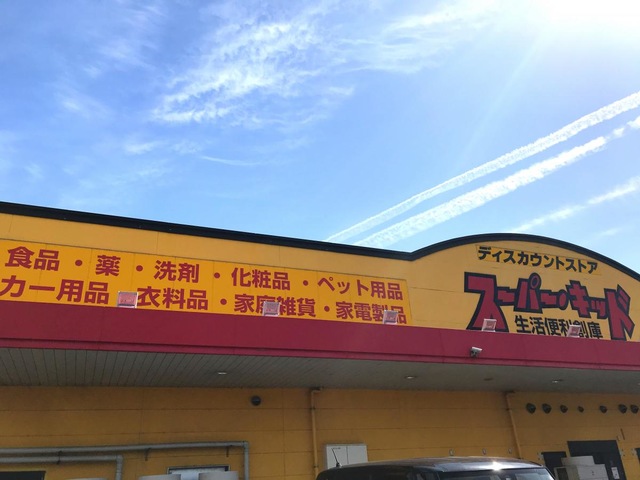 食品・薬・洗剤・化粧品・ペット用品
カー用品・衣料品・家庭雑貨・家電製品
ディスカウントストア
スーパー・キッド
生活便利創庫